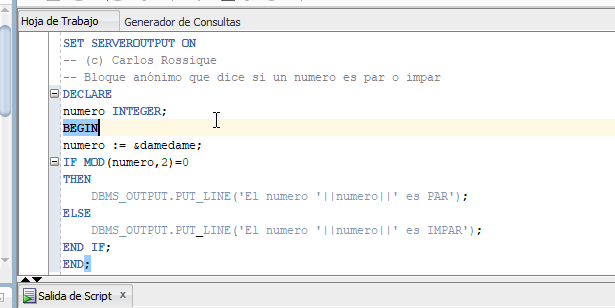 Hoja de Trabajo
Generador de Consultas
SET SERVEROUTPUT ON
-- (c) Carlos Rossique
-- Bloque anónimo que dice si un numero es par o impar
DECLARE
numero INTEGER;
BEGIN
numero := &damedame;
IF MOD(numero,2)=0
THEN
    DBMS_OUTPUT.PUT_LINE('El numero '||numero||' es PAR');
ELSE
    DBMS_OUTPUT.PUT_LINE('El numero '||numero||' es IMPAR');
END IF;
END;
Salida de Script x